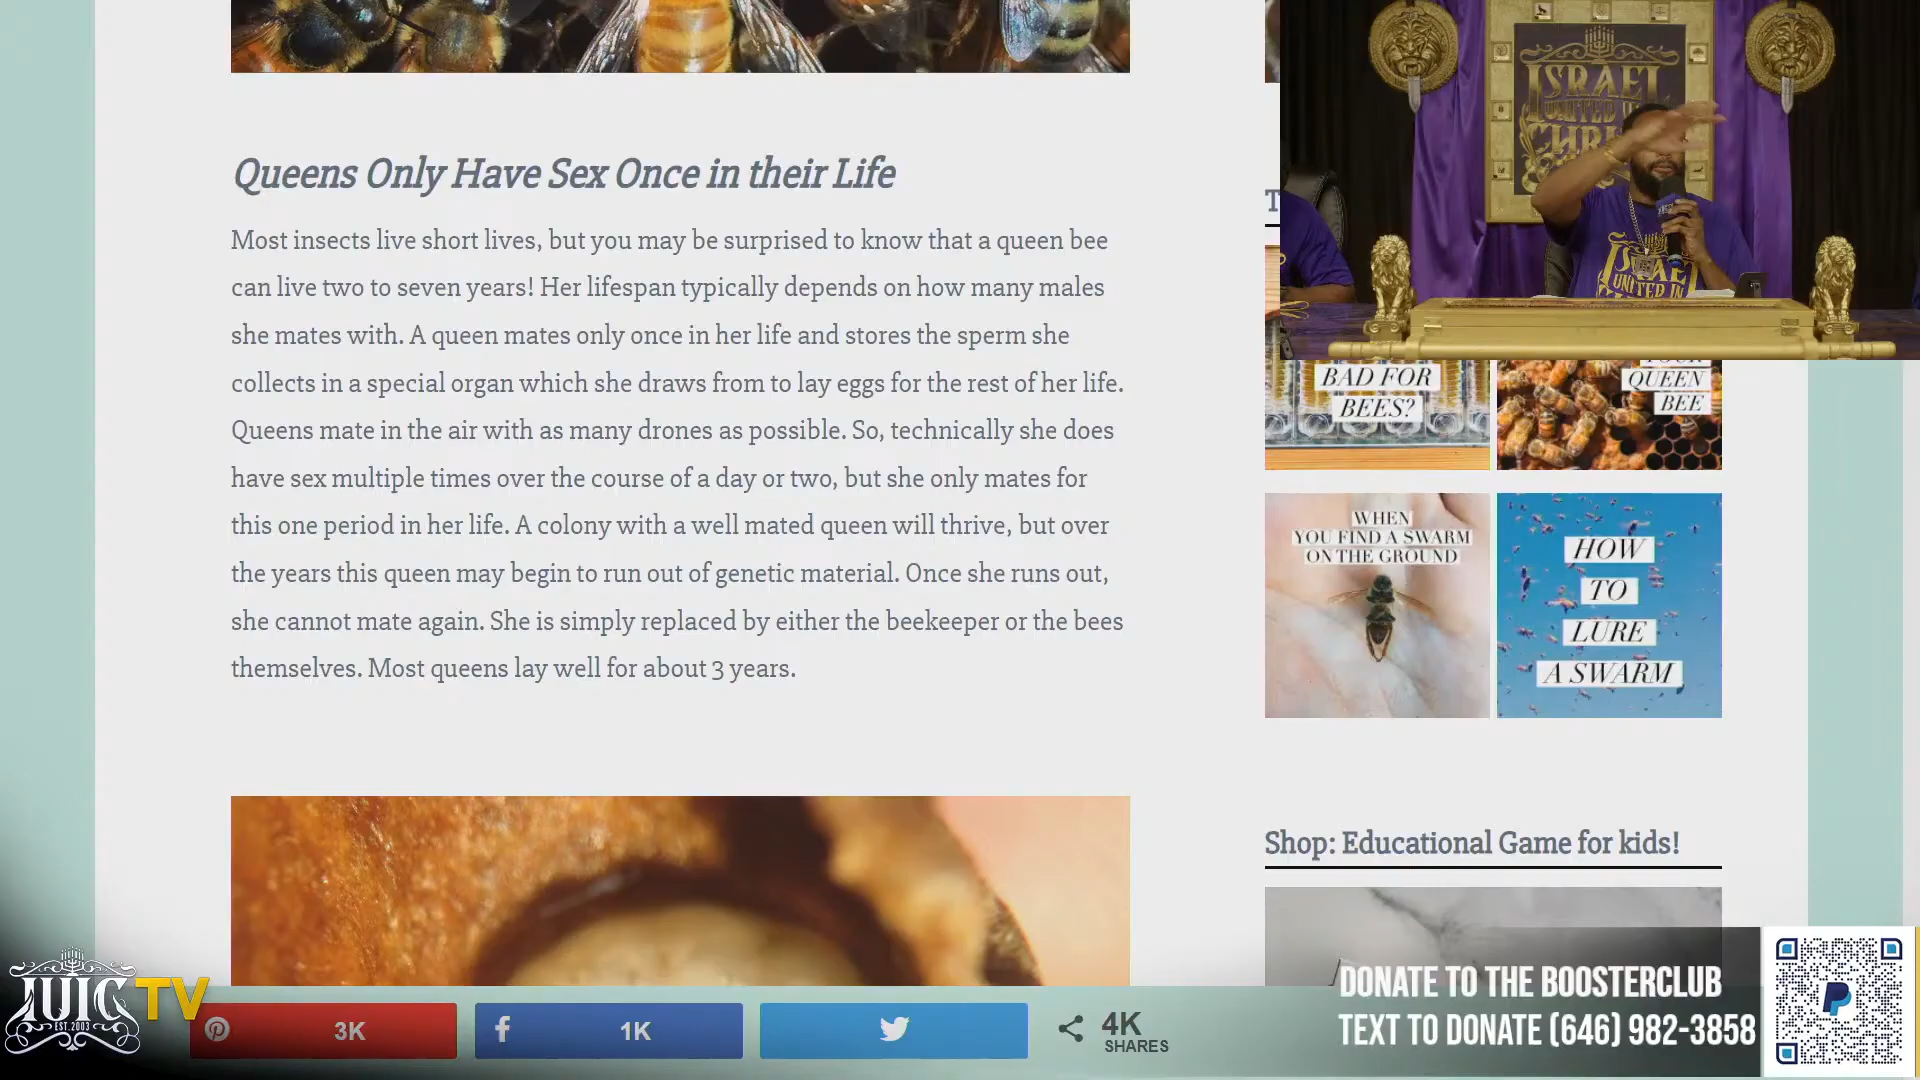 Queens Only Have Sex Once in their Life
Most insects live short lives, but you may be surprised to know that a queen bee
can live two to seven years! Her lifespan typically depends on how many males
she mates with. A queen mates only once in her life and stores the sperm she
collects in a special organ which she draws from to lay eggs for the rest of her life.
Queens mate in the air with as many drones as possible. So, technically she does
have sex multiple times over the course of a day or two, but she only mates for
this one period in her life. A colony with a well mated queen will thrive, but over
the years this queen may begin to run out of genetic material. Once she runs out,
she cannot mate again. She is simply replaced by either the beekeeper or the bees
themselves. Most queens lay well for about 3 years.
ISRAEL
UNITED IN
T
UNITED IN
BAD FOR
BEES?
QUEEN
BEE
WHEN
YOU FIND A SWARM
ON THE GROUND
HOW
TO
LURE
A SWARM
Shop: Educational Game for kids!
IUIC TV
EST. 2003
3K
1K
4K
SHARES
DONATE TO THE BOOSTERCLUB
TEXT TO DONATE (646) 982-3858